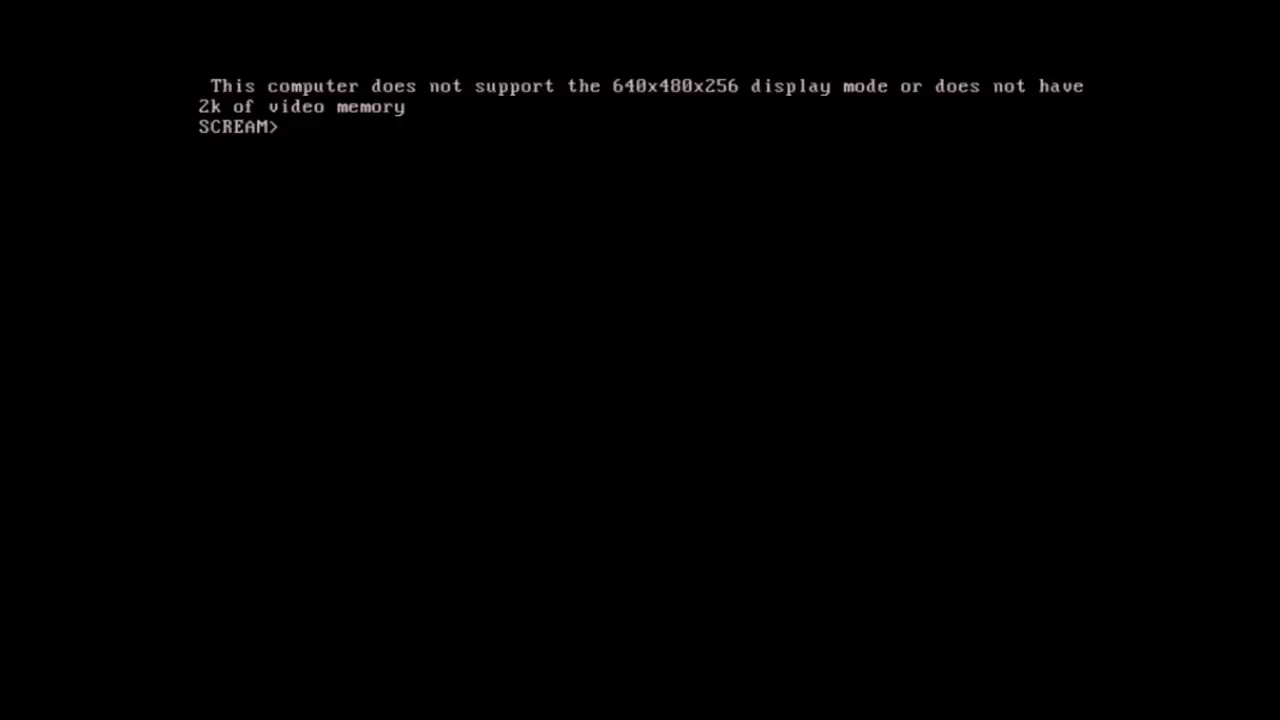 This computer does not support the 640x480x256 display mode or does not have
2k of video memory
SCREAM>